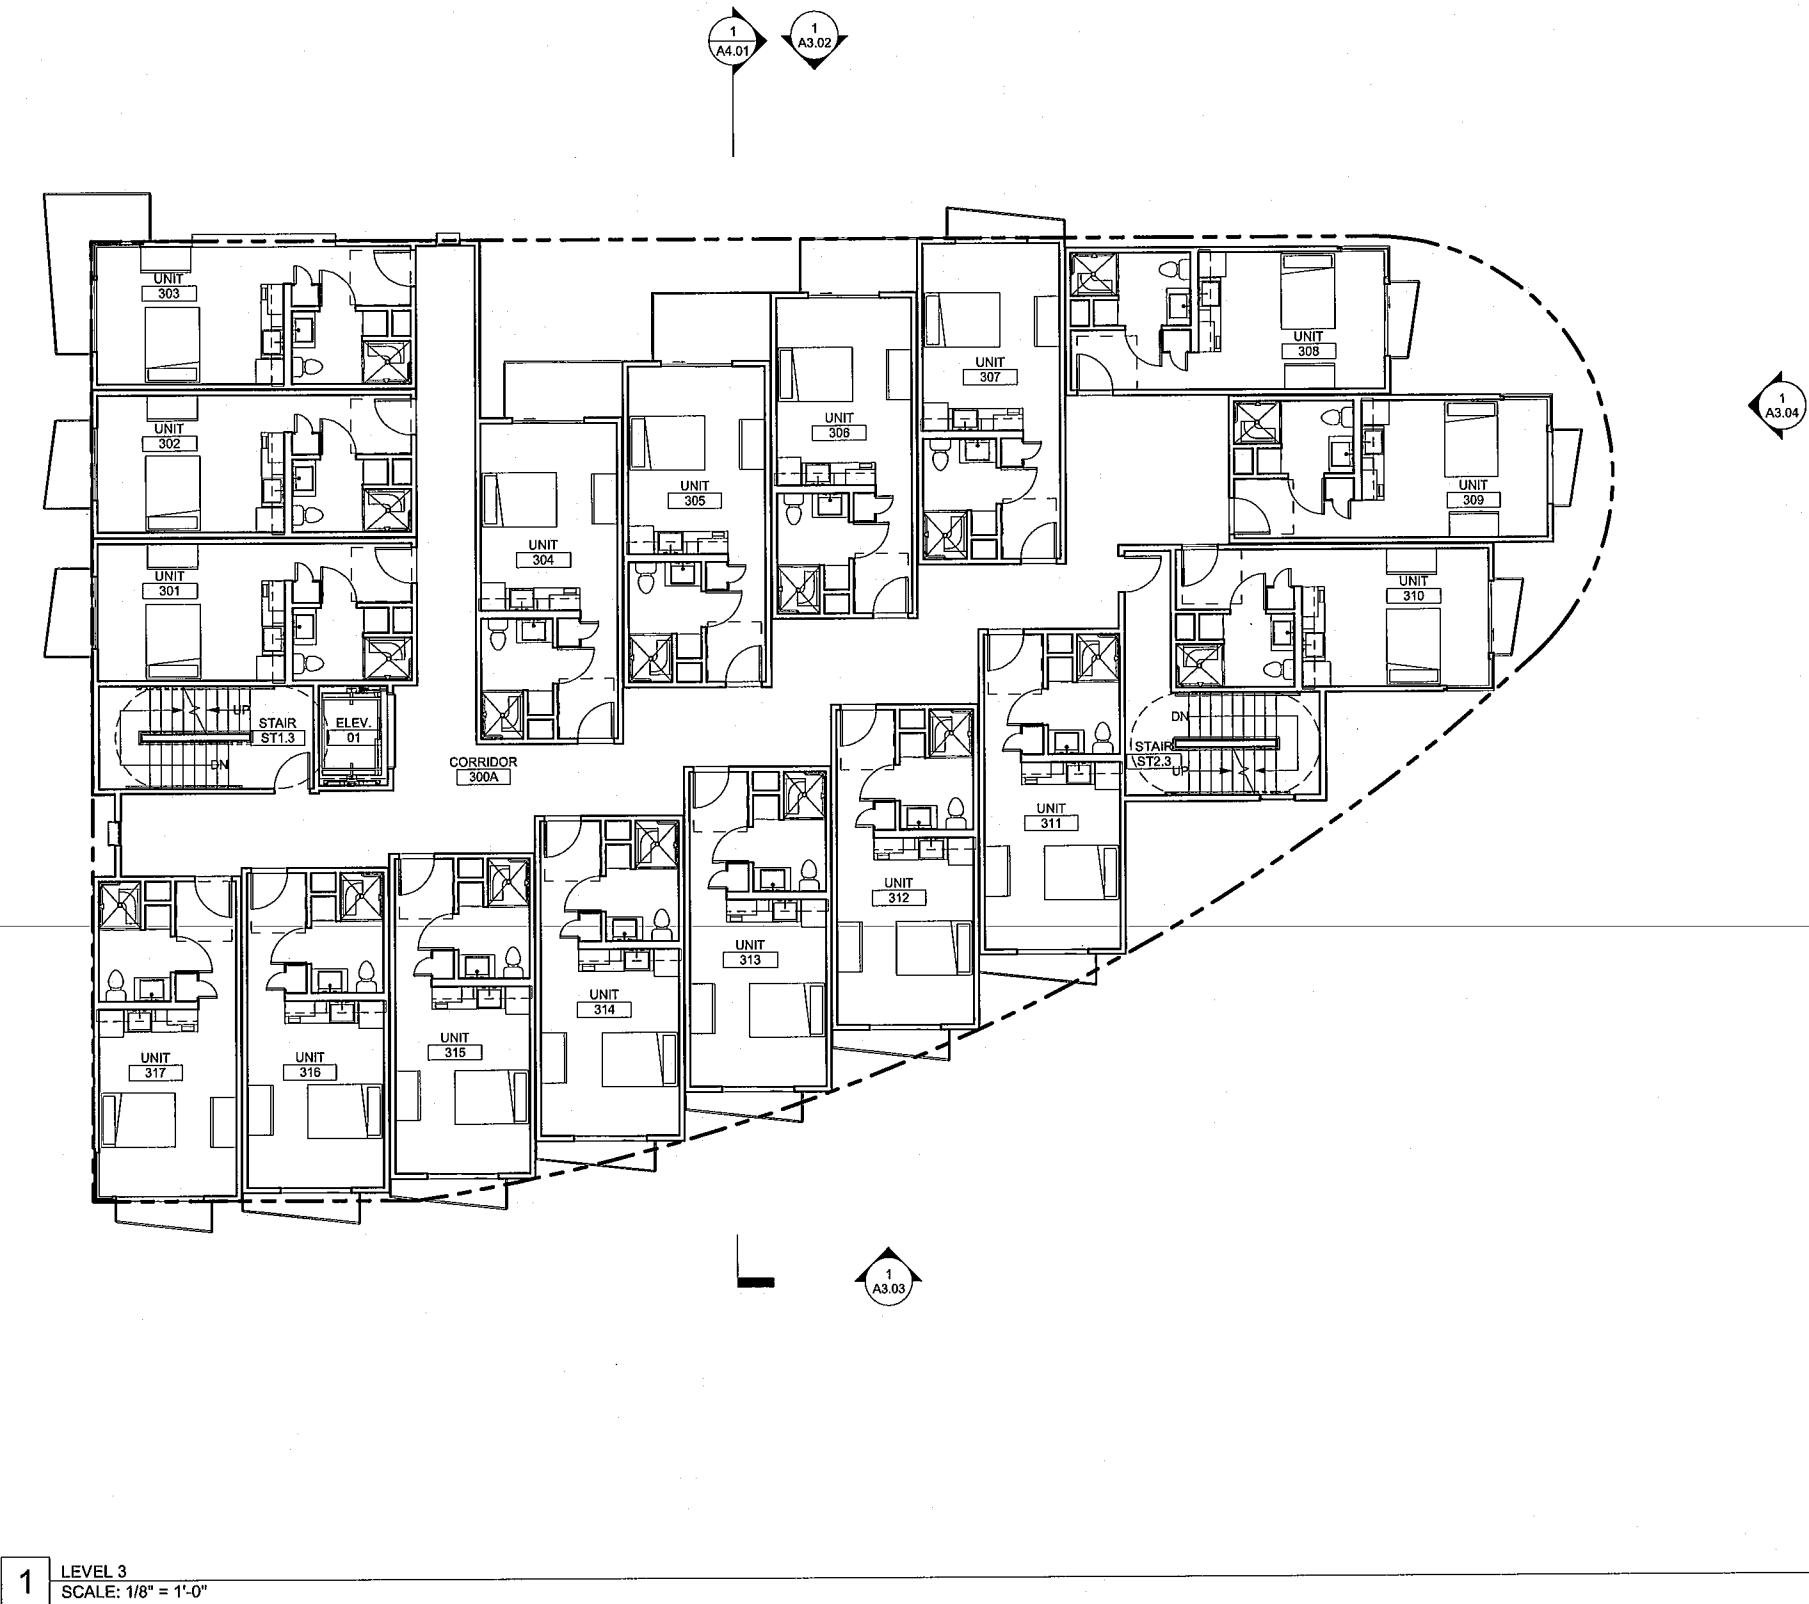 1
A4.01
1
A3.02
UNIT
303
UNIT
308
UNIT
307
1
A3.04
UNIT
302
UNIT
306
UNIT
305
UNIT
309
UNIT
304
UNIT
301
UNIT
310
UP
STAIR
ST1.3
DN
ELEV.
01
CORRIDOR
300A
DN
STAIR
ST2.3
UP
UNIT
311
UNIT
312
UNIT
313
UNIT
314
UNIT
315
UNIT
316
UNIT
317
1
A3.03
1
LEVEL 3
SCALE: 1/8" = 1'-0"